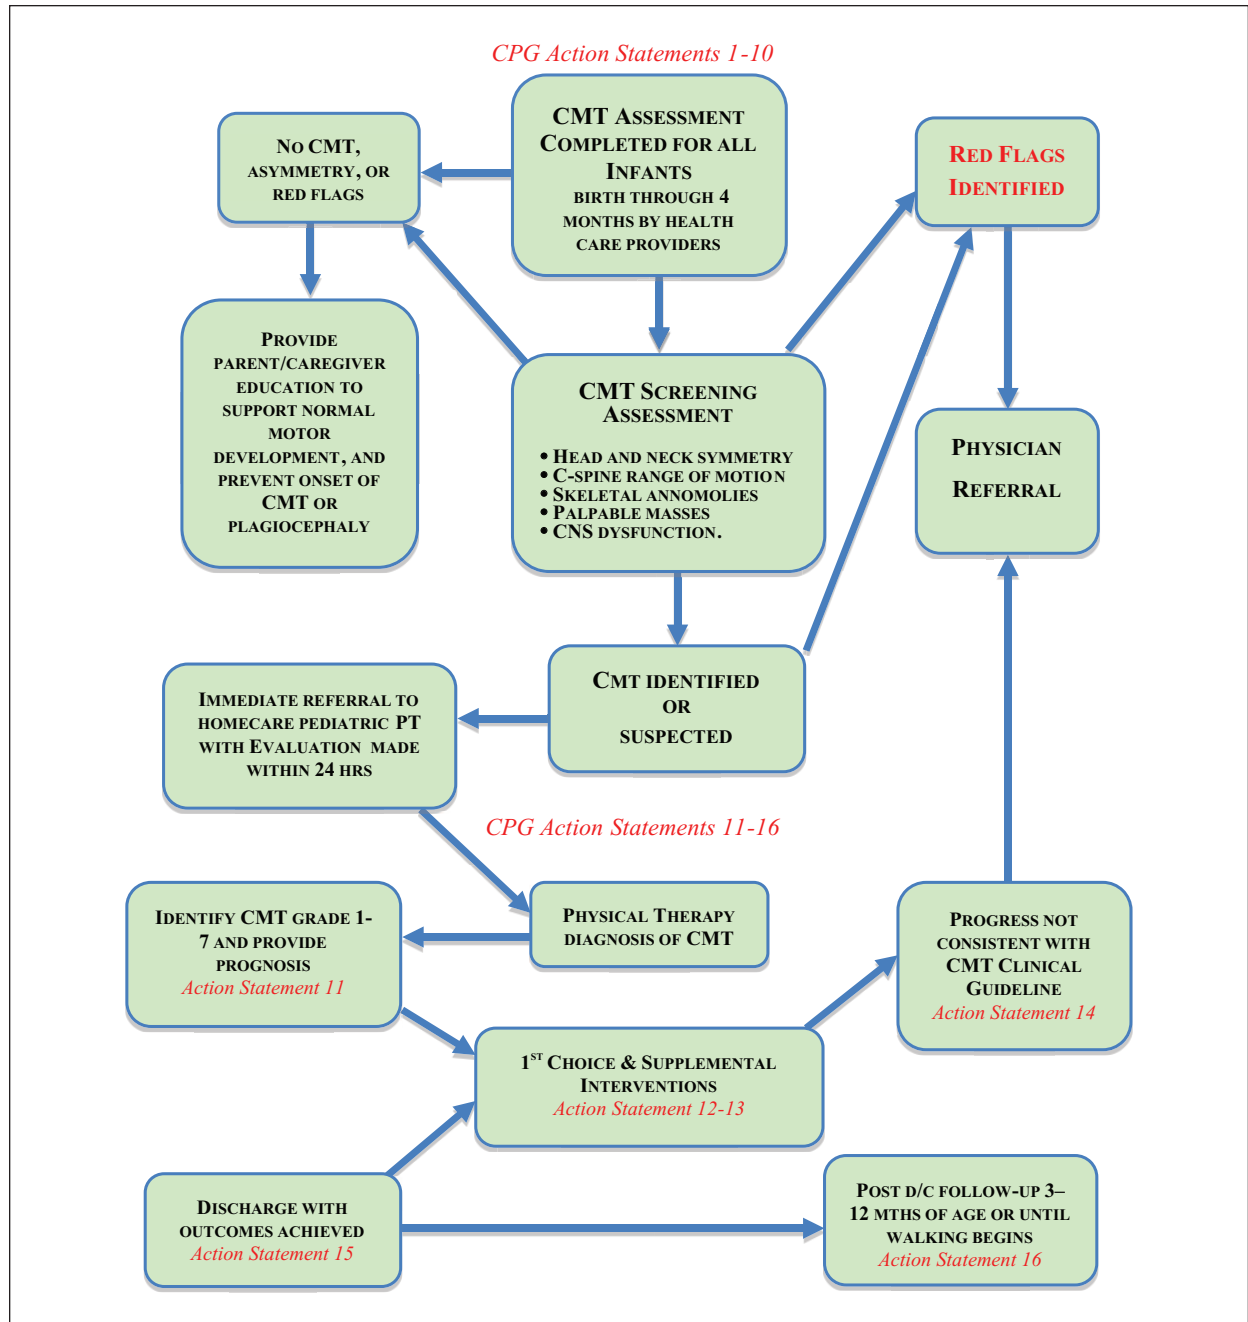 CPG Action Statements 1-10
CMT Assessment
Completed for all
Infants
birth through 4
months by health
care providers
No CMT,
asymmetry, or
red flags
Red Flags
Identified
Provide
parent/caregiver
education to
support normal
motor
development, and
prevent onset of
CMT or
plagiocephaly
CMT Screening
Assessment
• Head and neck symmetry
• C-spine range of motion
• Skeletal annomolies
• Palpable masses
• CNS dysfunction.
Physician
Referral
Cmt identified
or
suspected
Immediate referral to
homecare pediatric PT
with Evaluation made
within 24 hrs
CPG Action Statements 11-16
Physical Therapy
diagnosis of CMT
Identify CMT grade 1-
7 and provide
prognosis
Action Statement 11
Progress not
consistent with
CMT Clinical
Guideline
Action Statement 14
1st Choice & Supplemental
Interventions
Action Statement 12-13
Discharge with
outcomes achieved
Action Statement 15
Post d/c follow-up 3–
12 mths of age or until
walking begins
Action Statement 16